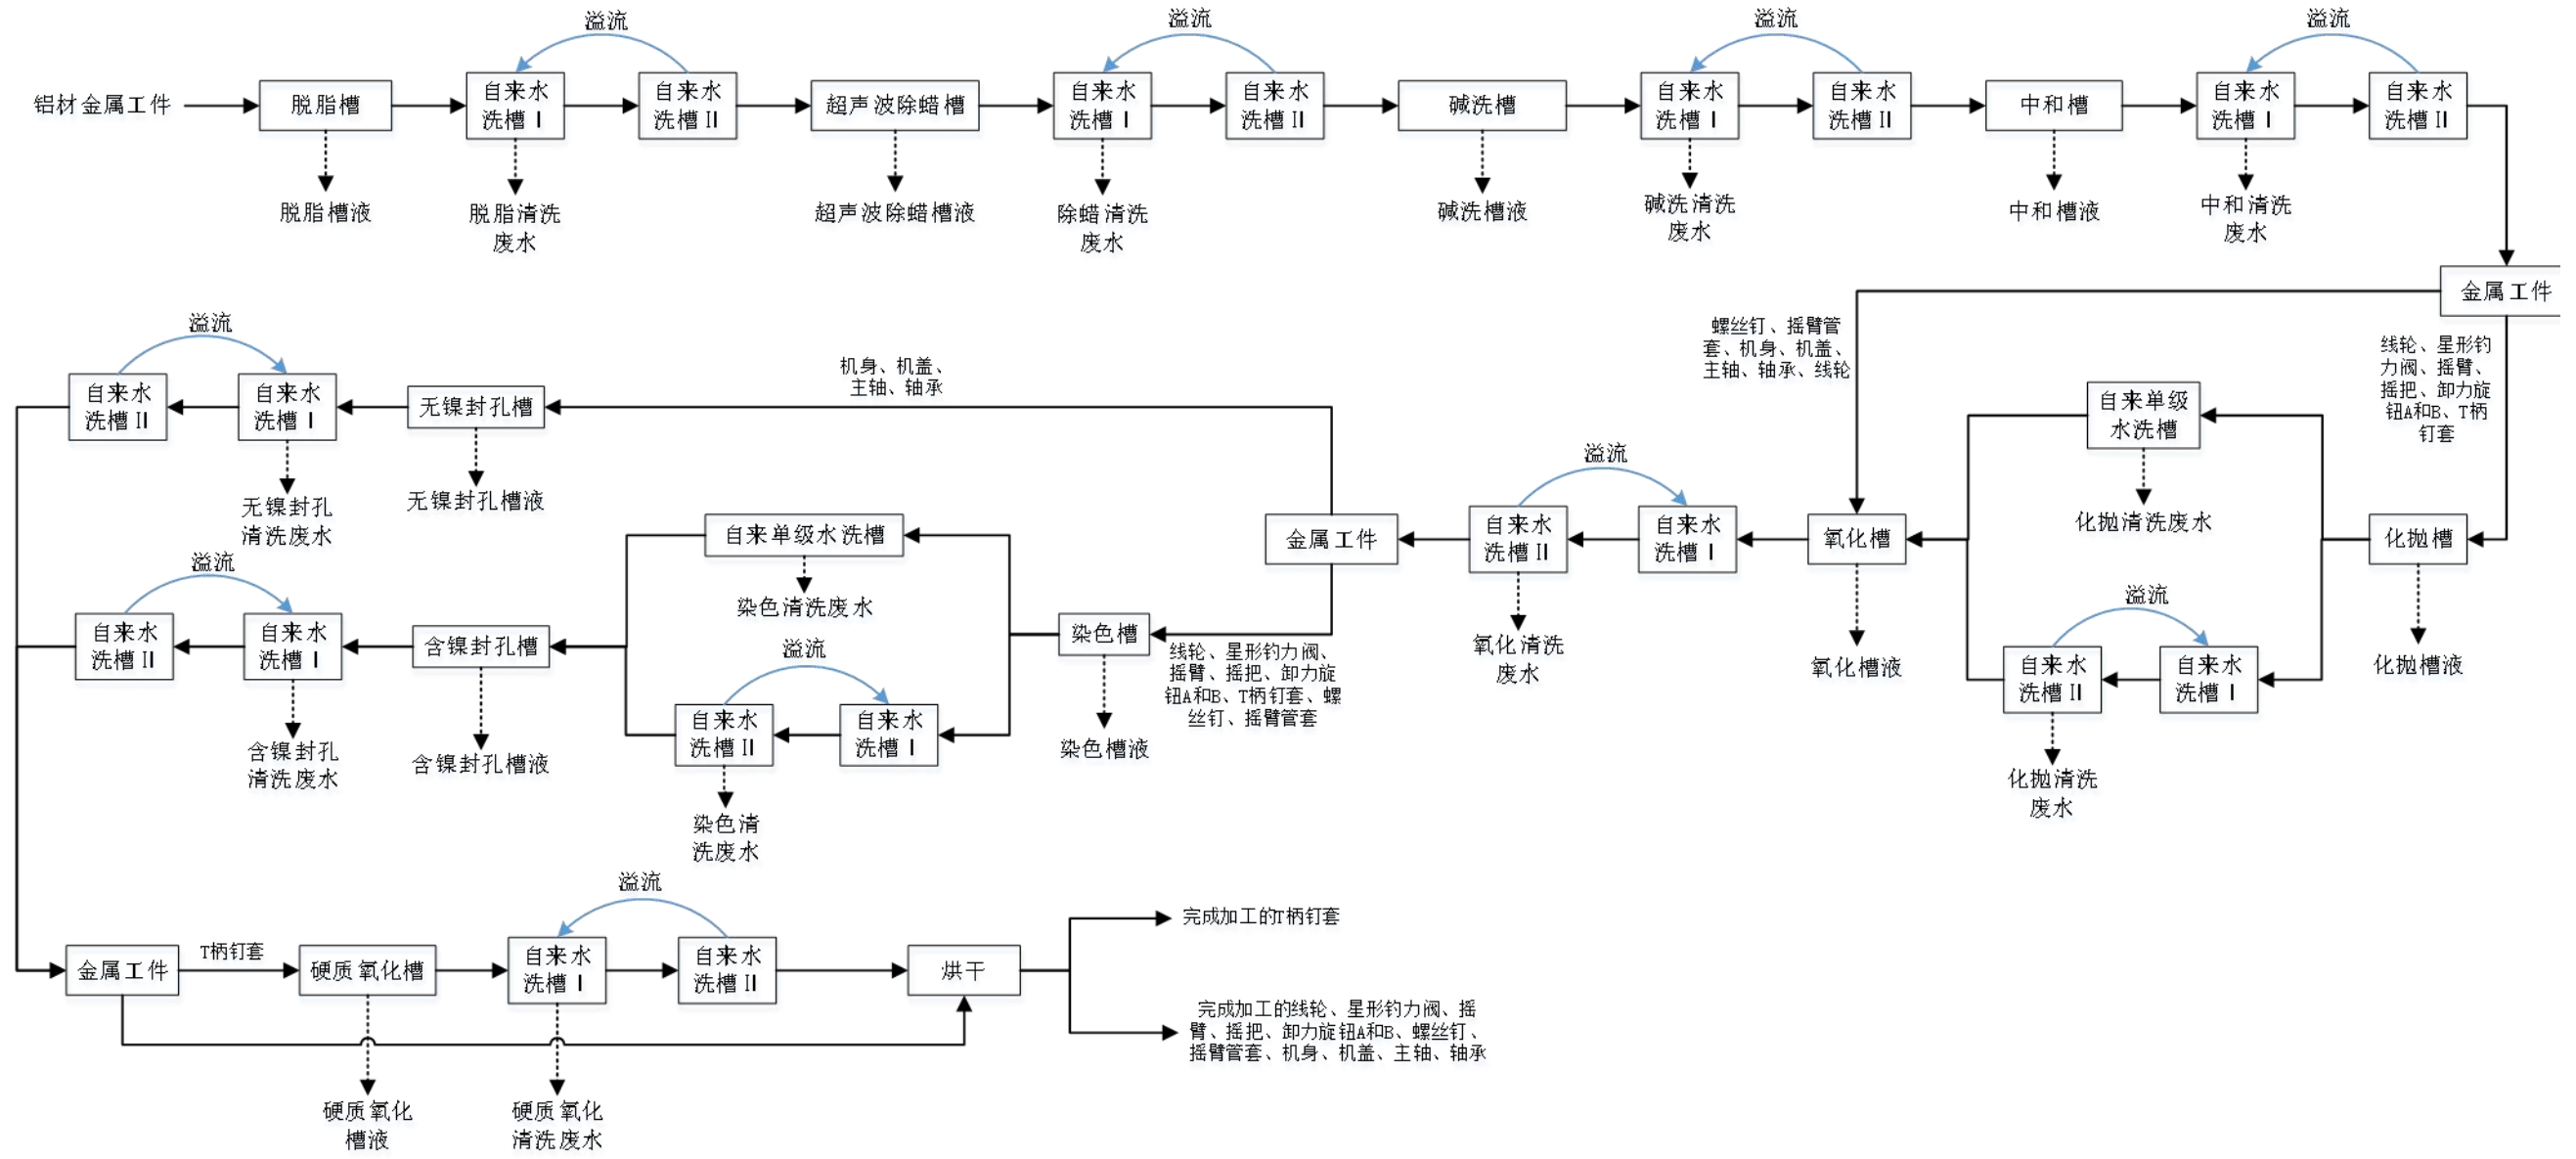 溢流
溢流
溢流
溢流
铝材金属工件
脱脂槽
自来水
洗槽Ⅰ
自来水
洗槽Ⅱ
超声波除蜡槽
自来水
洗槽Ⅰ
自来水
洗槽Ⅱ
碱洗槽
自来水
洗槽Ⅰ
自来水
洗槽Ⅱ
中和槽
自来水
洗槽Ⅰ
自来水
洗槽Ⅱ
脱脂槽液
脱脂清洗
废水
超声波除蜡槽液
除蜡清洗
废水
碱洗槽液
碱洗清洗
废水
中和槽液
中和清洗
废水
金属工件
螺丝钉、摇臂管
套、机身、机盖、
主轴、轴承、线轮
线轮、星形钓
力阀、摇臂、
摇把、卸力旋
钮A和B、T柄
钉套
溢流
自来水
洗槽Ⅱ
自来水
洗槽Ⅰ
无镍封孔槽
机身、机盖、
主轴、轴承
无镍封孔
清洗废水
无镍封孔槽液
自来单级
水洗槽
化抛清洗废水
溢流
金属工件
自来水
洗槽Ⅱ
自来水
洗槽Ⅰ
氧化槽
化抛槽
氧化清洗
废水
氧化槽液
溢流
自来水
洗槽Ⅱ
自来水
洗槽Ⅰ
化抛槽液
化抛清洗
废水
自来单级水洗槽
染色清洗废水
溢流
自来水
洗槽Ⅱ
自来水
洗槽Ⅰ
含镍封孔槽
染色槽
线轮、星形钓力阀、
摇臂、摇把、卸力旋
钮A和B、T柄钉套、螺
丝钉、摇臂管套
溢流
自来水
洗槽Ⅱ
自来水
洗槽Ⅰ
含镍封孔
清洗废水
含镍封孔槽液
染色槽液
染色清
洗废水
溢流
金属工件
T柄钉套
硬质氧化槽
自来水
洗槽Ⅰ
自来水
洗槽Ⅱ
烘干
完成加工的T柄钉套
完成加工的线轮、星形钓力阀、摇
臂、摇把、卸力旋钮A和B、螺丝钉、
摇臂管套、机身、机盖、主轴、轴承
硬质氧化
槽液
硬质氧化
清洗废水